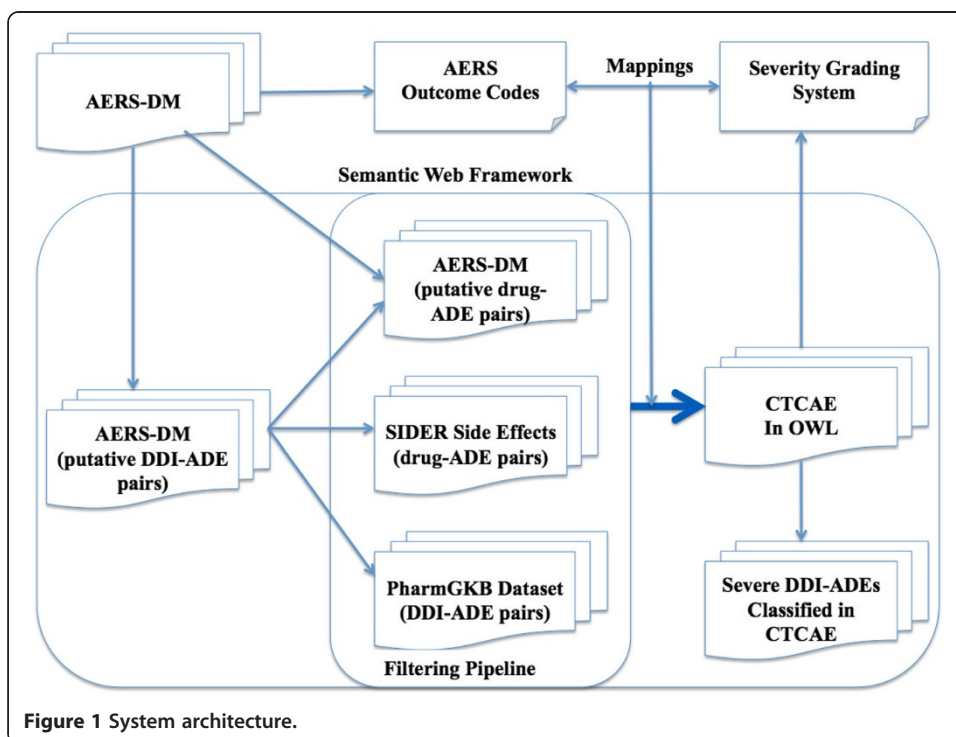 AERS-DM
AERS
Outcome Codes
Mappings
Severity Grading
System
Semantic Web Framework
AERS-DM
(putative drug-
ADE pairs)
AERS-DM
(putative DDI-ADE
pairs)
SIDER Side Effects
(drug-ADE pairs)
CTCAE
In OWL
PharmGKB Dataset
(DDI-ADE pairs)
Severe DDI-ADEs
Classified in
CTCAE
Filtering Pipeline
Figure 1 System architecture.